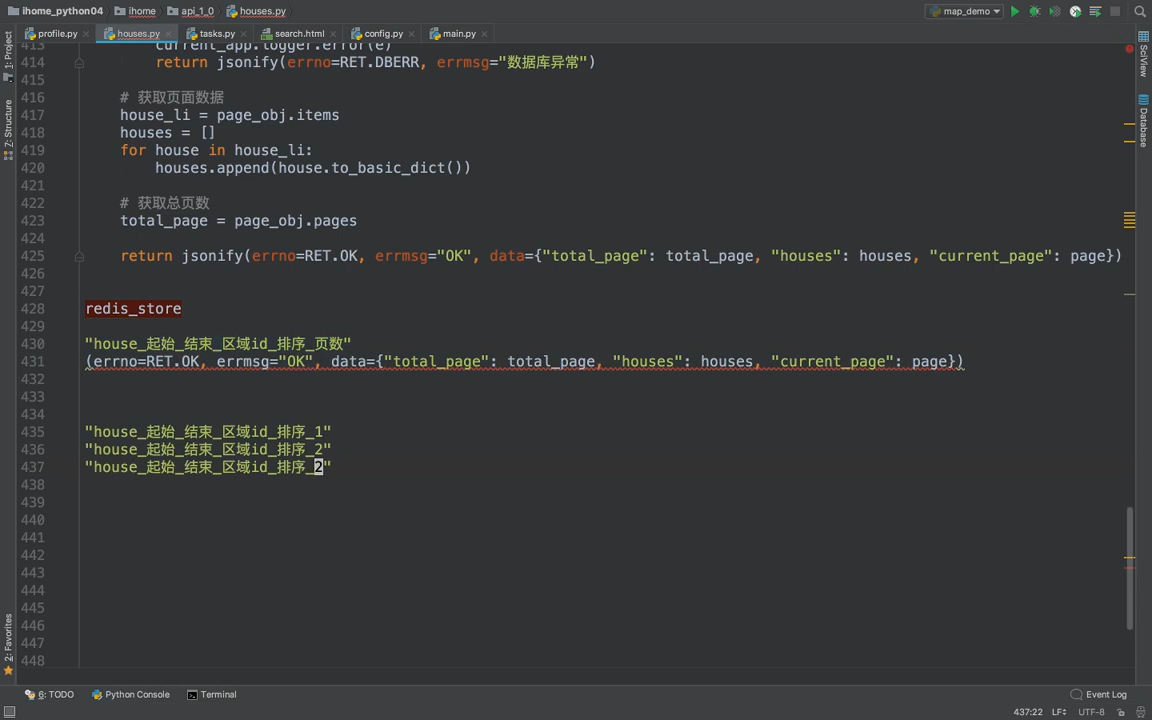 ihome_python04 ihome api_1_0 houses.py map_demo
profile.py houses.py tasks.py search.html config.py main.py
1: Project
7: Structure
2: Favorites
SciView
Database
413 current_app.logger.error(e)
414 return jsonify(errno=RET.DBERR, errmsg="数据库异常")
415
416 # 获取页面数据
417 house_li = page_obj.items
418 houses = []
419 for house in house_li:
420 houses.append(house.to_basic_dict())
421
422 # 获取总页数
423 total_page = page_obj.pages
424
425 return jsonify(errno=RET.OK, errmsg="OK", data={"total_page": total_page, "houses": houses, "current_page": page})
426
427
428 redis_store
429
430 "house_起始_结束_区域id_排序_页数"
431 (errno=RET.OK, errmsg="OK", data={"total_page": total_page, "houses": houses, "current_page": page})
432
433
434
435 "house_起始_结束_区域id_排序_1"
436 "house_起始_结束_区域id_排序_2"
437 "house_起始_结束_区域id_排序_2"
438
439
440
441
442
443
444
445
446
447
448
6: TODO Python Console Terminal Event Log
437:22 LF UTF-8